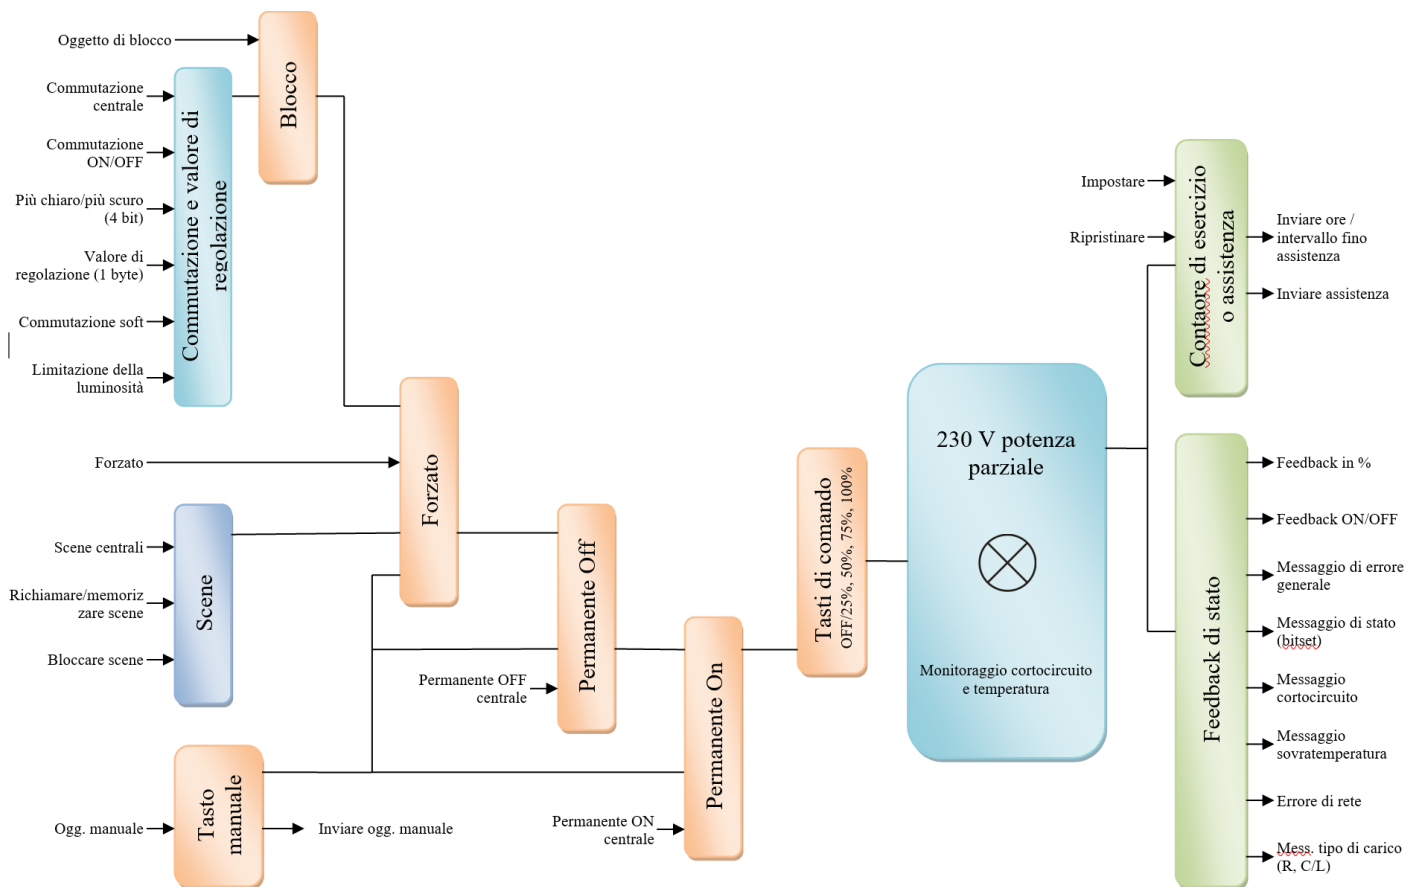 Oggetto di blocco
Commutazione
centrale
Commutazione
ON/OFF
Più chiaro/più scuro
(4 bit)
Valore di
regolazione (1 byte)
Commutazione soft
Limitazione della
luminosità
Commutazione e valore di
regolazione
Blocco
Forzato
Forzato
Scene centrali
Richiamare/memoriz
zare scene
Bloccare scene
Scene
Ogg. manuale
Tasto
manuale
Inviare ogg. manuale
Permanente OFF
centrale
Permanente Off
Permanente ON
centrale
Permanente On
Tasti di comando
OFF/25%, 50%, 75%, 100%
230 V potenza
parziale
Monitoraggio cortocircuito
e temperatura
Impostare
Ripristinare
Contaore di esercizio
o assistenza
Inviare ore /
intervallo fino
assistenza
Inviare assistenza
Feedback di stato
Feedback in %
Feedback ON/OFF
Messaggio di errore
generale
Messaggio di stato
(bitset)
Messaggio
cortocircuito
Messaggio
sovratemperatura
Errore di rete
Mess. tipo di carico
(R, C/L)